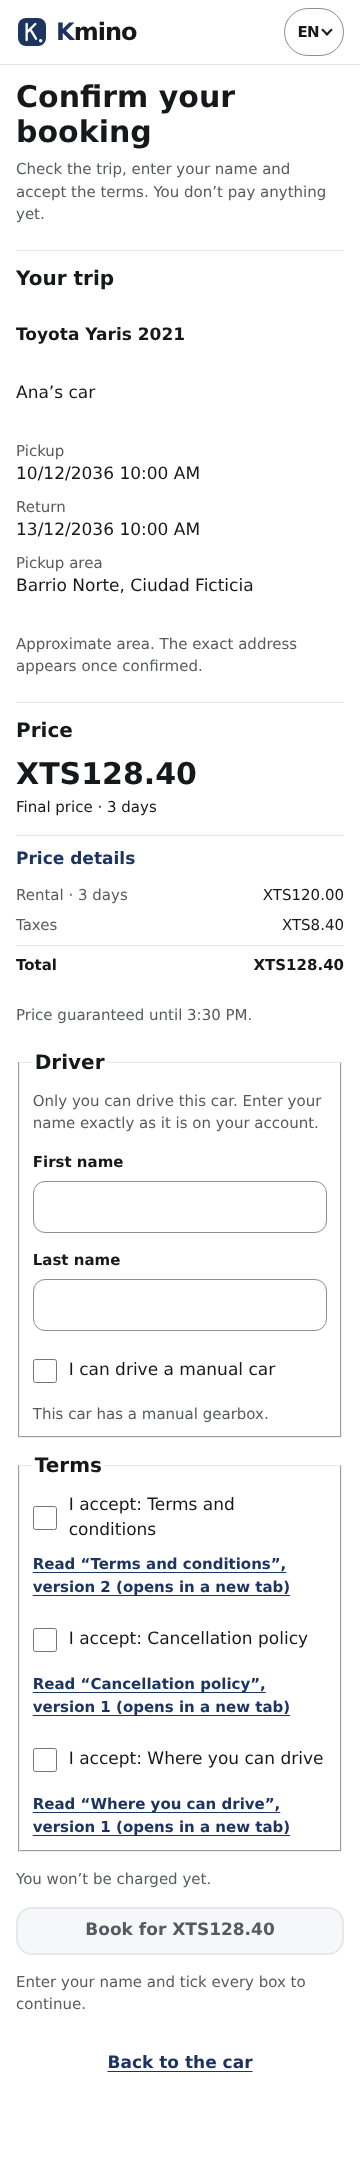 Kmino
EN
Confirm your
booking
Check the trip, enter your name and
accept the terms. You don’t pay anything
yet.
Your trip
Toyota Yaris 2021
Ana’s car
Pickup
10/12/2036 10:00 AM
Return
13/12/2036 10:00 AM
Pickup area
Barrio Norte, Ciudad Ficticia
Approximate area. The exact address
appears once confirmed.
Price
XTS128.40
Final price · 3 days
Price details
Rental · 3 days XTS120.00
Taxes XTS8.40
Total XTS128.40
Price guaranteed until 3:30 PM.
Driver
Only you can drive this car. Enter your
name exactly as it is on your account.
First name
Last name
I can drive a manual car
This car has a manual gearbox.
Terms
I accept: Terms and
conditions
Read “Terms and conditions”,
version 2 (opens in a new tab)
I accept: Cancellation policy
Read “Cancellation policy”,
version 1 (opens in a new tab)
I accept: Where you can drive
Read “Where you can drive”,
version 1 (opens in a new tab)
You won’t be charged yet.
Book for XTS128.40
Enter your name and tick every box to
continue.
Back to the car